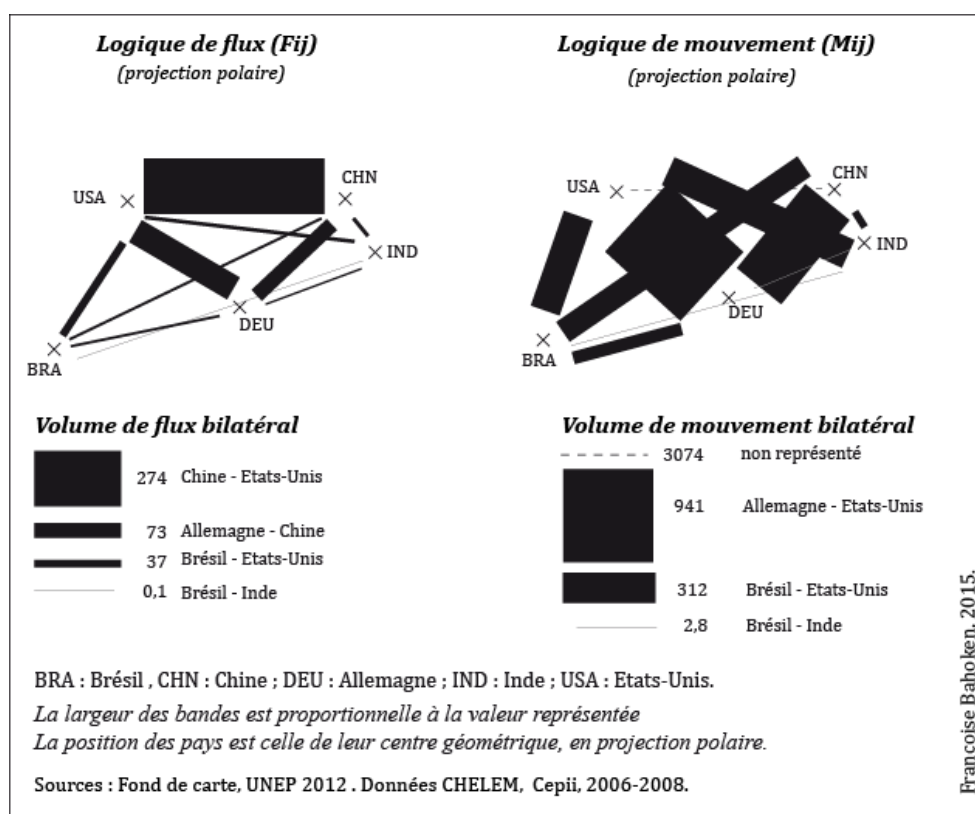 Logique de flux (Fij)
(projection polaire)
USA
CHN
IND
DEU
BRA
Logique de mouvement (Mij)
(projection polaire)
USA
CHN
IND
DEU
BRA
Volume de flux bilatéral
274 Chine - Etats-Unis
73 Allemagne - Chine
37 Brésil - Etats-Unis
0,1 Brésil - Inde
Volume de mouvement bilatéral
3074 non représenté
941 Allemagne - Etats-Unis
312 Brésil - Etats-Unis
2,8 Brésil - Inde
BRA : Brésil , CHN : Chine ; DEU : Allemagne ; IND : Inde ; USA : Etats-Unis.
La largeur des bandes est proportionnelle à la valeur représentée
La position des pays est celle de leur centre géométrique, en projection polaire.
Sources : Fond de carte, UNEP 2012 . Données CHELEM, Cepii, 2006-2008.
Françoise Bahoken, 2015.